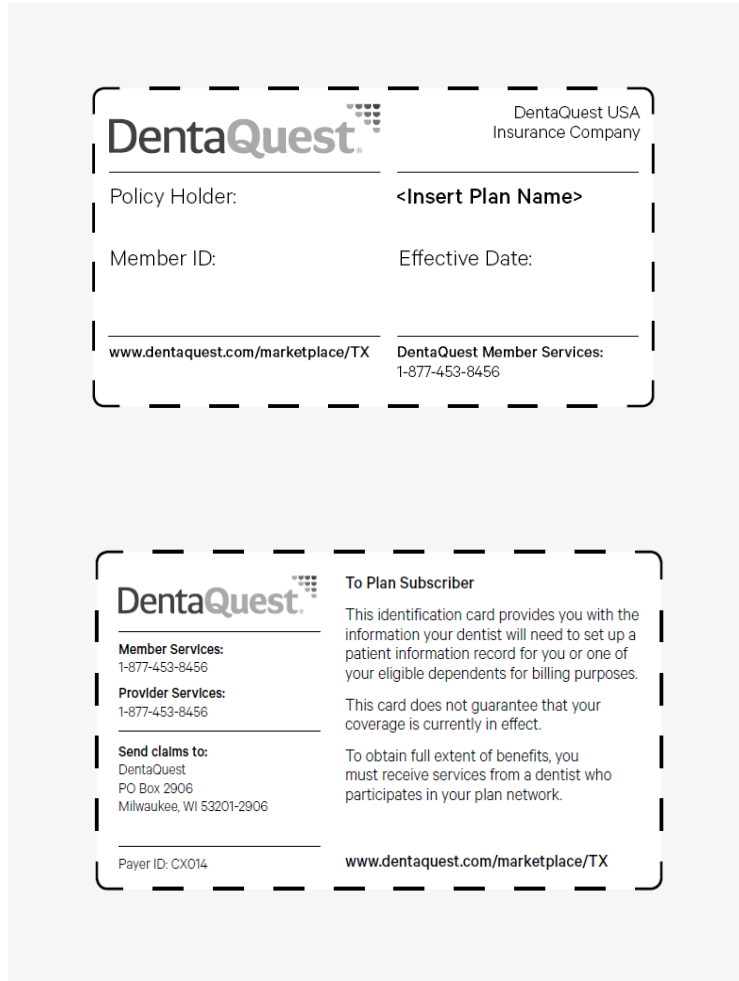 DentaQuest®
DentaQuest USA
Insurance Company
Policy Holder:
<Insert Plan Name>
Member ID:
Effective Date:
www.dentaquest.com/marketplace/TX
DentaQuest Member Services:
1-877-453-8456
DentaQuest®
Member Services:
1-877-453-8456
Provider Services:
1-877-453-8456
Send claims to:
DentaQuest
PO Box 2906
Milwaukee, WI 53201-2906
Payer ID: CX014
To Plan Subscriber
This identification card provides you with the
information your dentist will need to set up a
patient information record for you or one of
your eligible dependents for billing purposes.
This card does not guarantee that your
coverage is currently in effect.
To obtain full extent of benefits, you
must receive services from a dentist who
participates in your plan network.
www.dentaquest.com/marketplace/TX